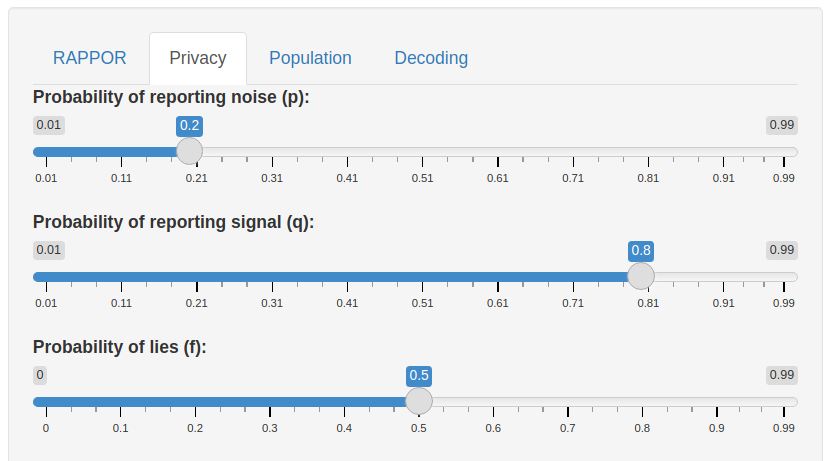 RAPPOR Privacy Population Decoding
Probability of reporting noise (p):
0.01 0.2 0.99
0.01 0.11 0.21 0.31 0.41 0.51 0.61 0.71 0.81 0.91 0.99
Probability of reporting signal (q):
0.01 0.8 0.99
0.01 0.11 0.21 0.31 0.41 0.51 0.61 0.71 0.81 0.91 0.99
Probability of lies (f):
0 0.5 0.99
0 0.1 0.2 0.3 0.4 0.5 0.6 0.7 0.8 0.9 0.99